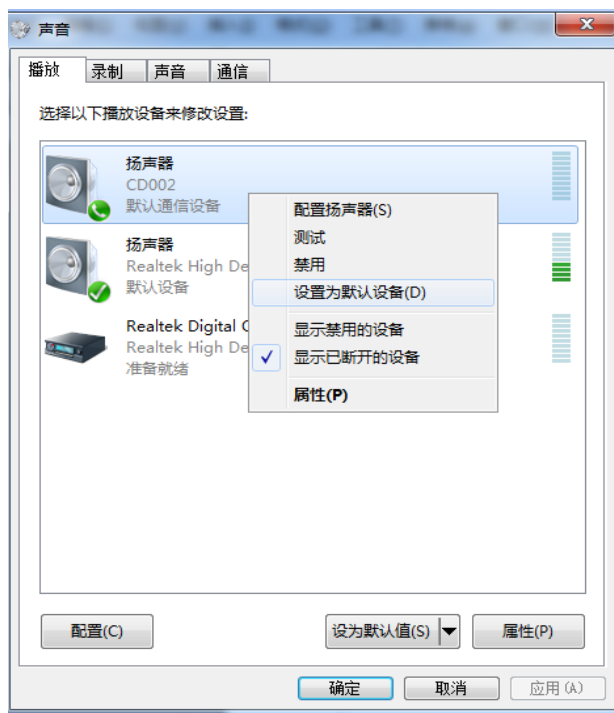 声音
播放 录制 声音 通信
选择以下播放设备来修改设置:
扬声器
CD002
默认通信设备
扬声器
Realtek High De
默认设备
Realtek Digital
Realtek High De
准备就绪
配置扬声器(S)
测试
禁用
设置为默认设备(D)
显示禁用的设备
显示已断开的设备
属性(P)
配置(C) 设为默认值(S) 属性(P)
确定 取消 应用(A)